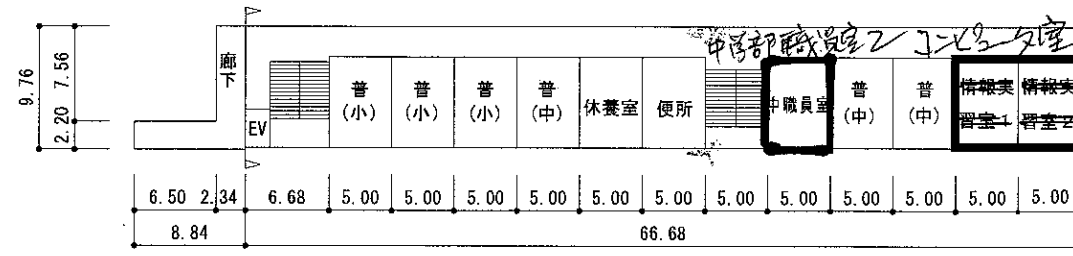 中学部職員室2 コンピュータ室
廊下
普(小)
普(小)
普(小)
普(中)
休養室
便所
中職員室
普(中)
普(中)
情報実習室1
情報実習室2
EV
9.76
7.56
2.20
6.50 2.34 6.68 5.00 5.00 5.00 5.00 5.00 5.00 5.00 5.00 5.00 5.00 5.00 5.00
8.84 66.68